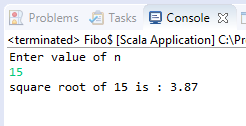 Problems Tasks Console
<terminated> Fibo$ [Scala Application] C:\Pr
Enter value of n
15
square root of 15 is : 3.87